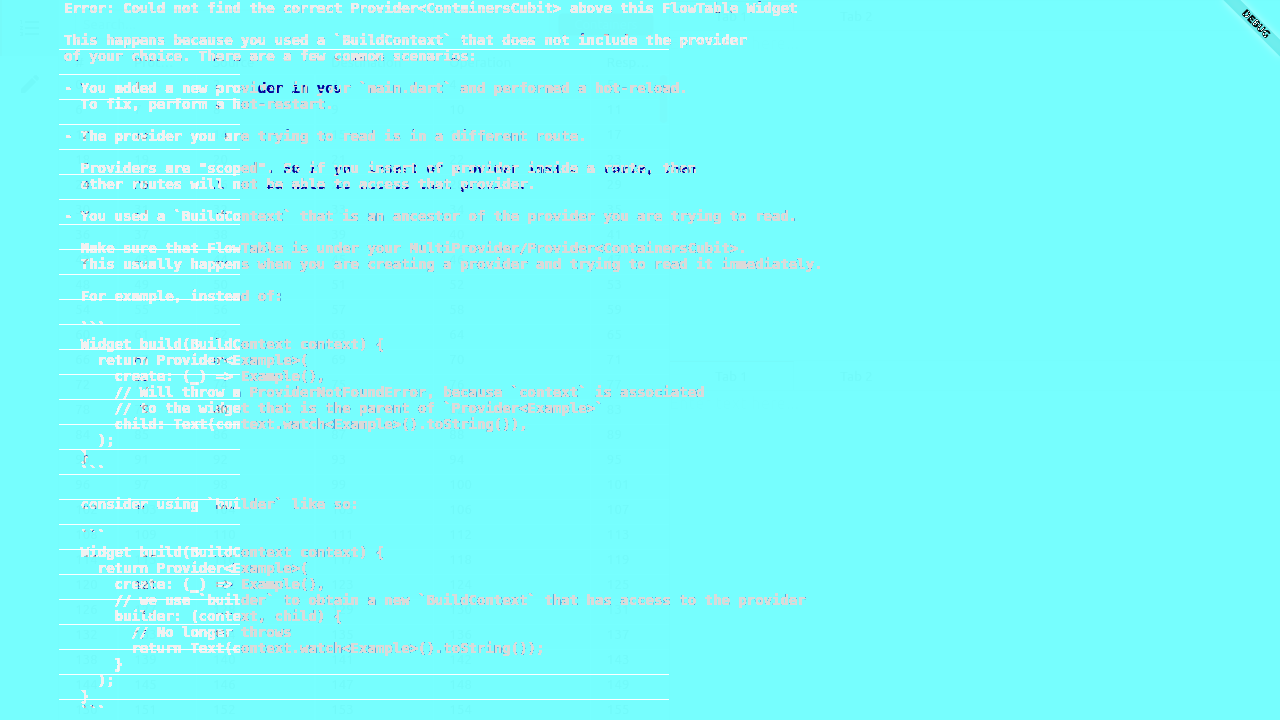 Error: Could not find the correct Provider<ContainersCubit> above this FlowTable Widget
This happens because you used a `BuildContext` that does not include the provider
of your choice. There are a few common scenarios:
- You added a new provider in your `main.dart` and performed a hot-reload.
To fix, perform a hot-restart.
- The provider you are trying to read is in a different route.
Providers are "scoped". So if you insert of provider inside a route, then
other routes will not be able to access that provider.
- You used a `BuildContext` that is an ancestor of the provider you are trying to read.
Make sure that FlowTable is under your MultiProvider/Provider<ContainersCubit>.
This usually happens when you are creating a provider and trying to read it immediately.
For example, instead of:
```
Widget build(BuildContext context) {
return Provider<Example>(
create: (_) => Example(),
// Will throw a ProviderNotFoundError, because `context` is associated
// to the widget that is the parent of `Provider<Example>`
child: Text(context.watch<Example>().toString()),
);
}
```
consider using `builder` like so:
```
Widget build(BuildContext context) {
return Provider<Example>(
create: (_) => Example(),
// we use `builder` to obtain a new `BuildContext` that has access to the provider
builder: (context, child) {
// No longer throws
return Text(context.watch<Example>().toString());
}
);
}
```
DEBUG